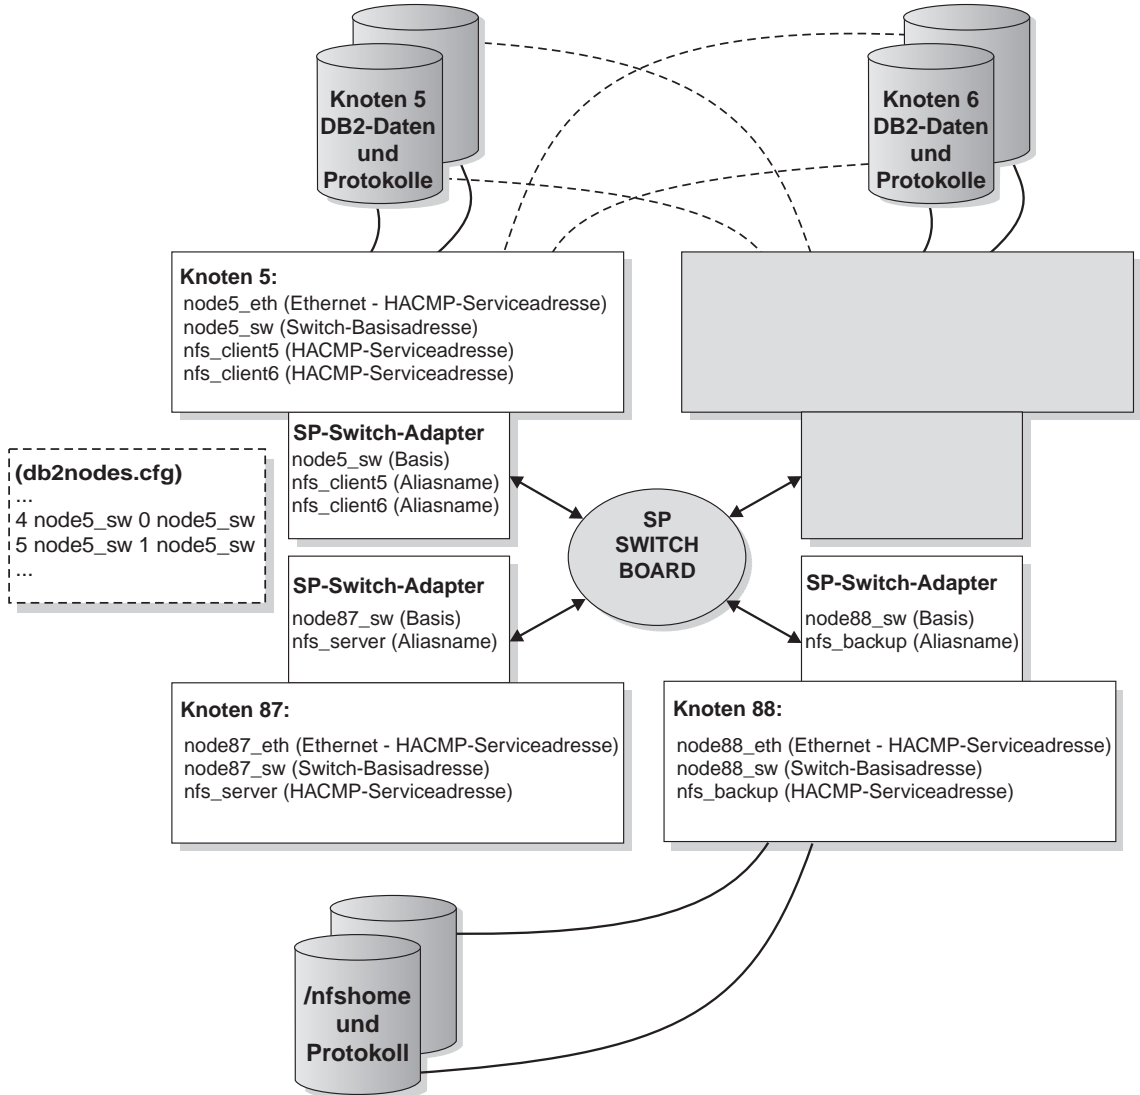 Knoten 5
DB2-Daten
und
Protokolle
Knoten 6
DB2-Daten
und
Protokolle
Knoten 5:
node5_eth (Ethernet - HACMP-Serviceadresse)
node5_sw (Switch-Basisadresse)
nfs_client5 (HACMP-Serviceadresse)
nfs_client6 (HACMP-Serviceadresse)
SP-Switch-Adapter
node5_sw (Basis)
nfs_client5 (Aliasname)
nfs_client6 (Aliasname)
(db2nodes.cfg)
...
4 node5_sw 0 node5_sw
5 node5_sw 1 node5_sw
...
SP
SWITCH
BOARD
SP-Switch-Adapter
node87_sw (Basis)
nfs_server (Aliasname)
SP-Switch-Adapter
node88_sw (Basis)
nfs_backup (Aliasname)
Knoten 87:
node87_eth (Ethernet - HACMP-Serviceadresse)
node87_sw (Switch-Basisadresse)
nfs_server (HACMP-Serviceadresse)
Knoten 88:
node88_eth (Ethernet - HACMP-Serviceadresse)
node88_sw (Switch-Basisadresse)
nfs_backup (HACMP-Serviceadresse)
/nfshome
und
Protokoll